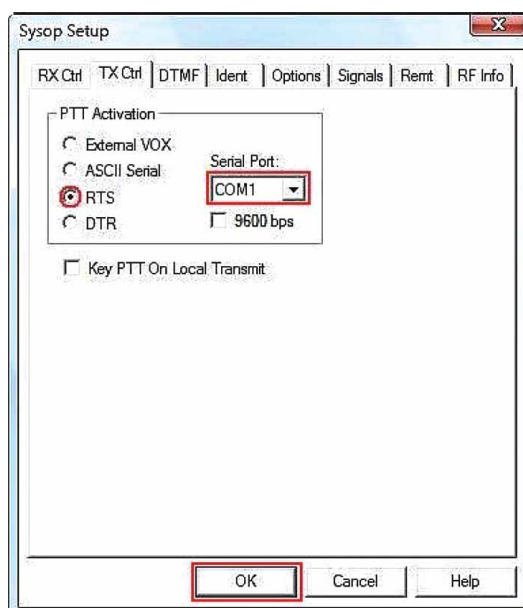 Sysop Setup
RX Ctrl TX Ctrl DTMF Ident Options Signals Remt RF Info
PTT Activation
External VOX
ASCII Serial
Serial Port:
RTS
COM1
DTR
9600 bps
Key PTT On Local Transmit
OK Cancel Help